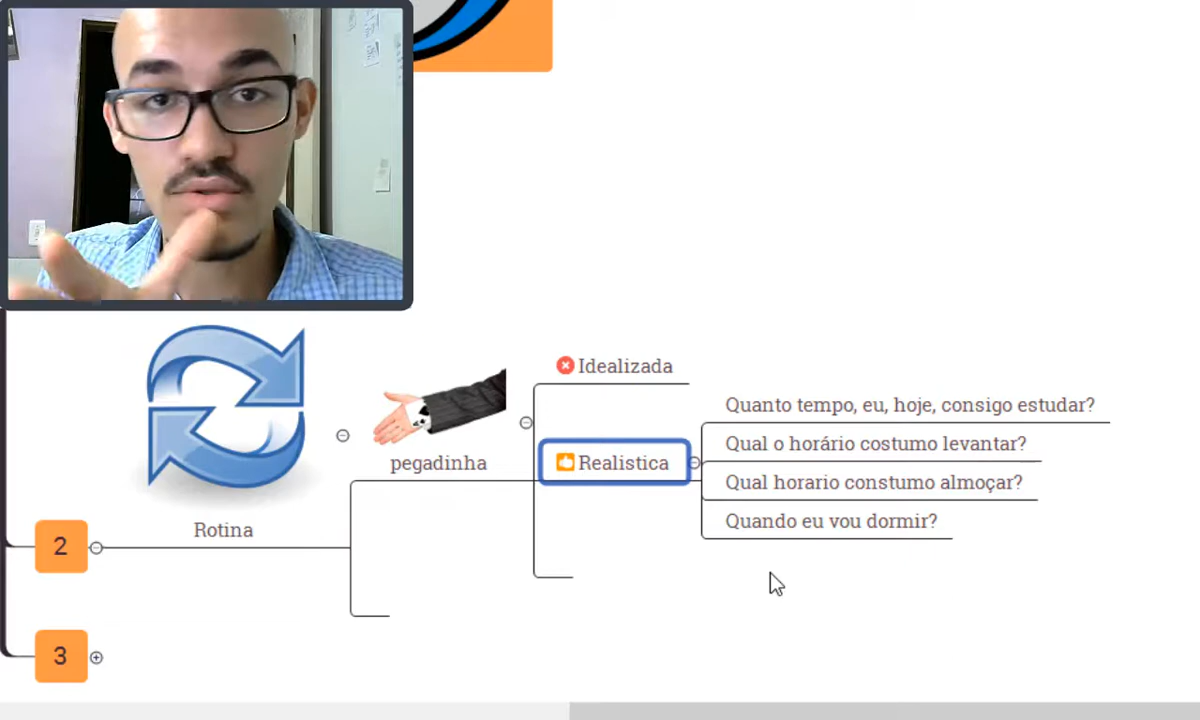 Idealizada
Quanto tempo, eu, hoje, consigo estudar?
Qual o horário costumo levantar?
pegadinha
Realistica
Qual horario constumo almoçar?
Quando eu vou dormir?
Rotina
2
3